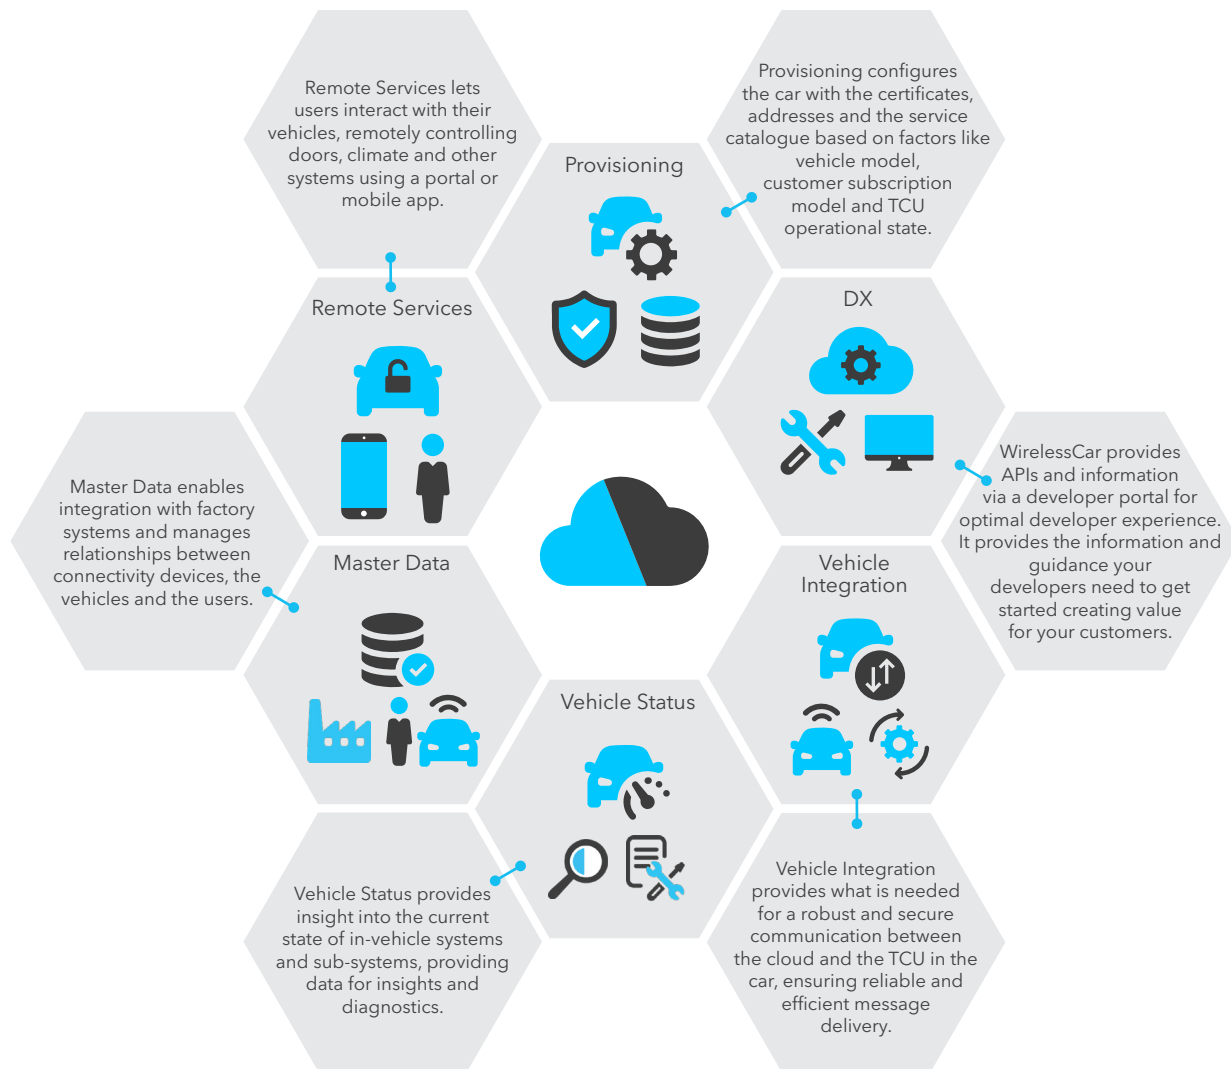 Remote Services lets
users interact with their
vehicles, remotely controlling
doors, climate and other
systems using a portal or
mobile app.
Provisioning configures
the car with the certificates,
addresses and the service
catalogue based on factors like
vehicle model,
customer subscription
model and TCU
operational state.
Provisioning
Remote Services
DX
Master Data enables
integration with factory
systems and manages
relationships between
connectivity devices, the
vehicles and the users.
WirelessCar provides
APIs and information
via a developer portal for
optimal developer experience.
It provides the information and
guidance your
developers need to get
started creating value
for your customers.
Master Data
Vehicle
Integration
Vehicle Status
Vehicle Status provides
insight into the current
state of in-vehicle systems
and sub-systems, providing
data for insights and
diagnostics.
Vehicle Integration
provides what is needed
for a robust and secure
communication between
the cloud and the TCU in the
car, ensuring reliable and
efficient message
delivery.